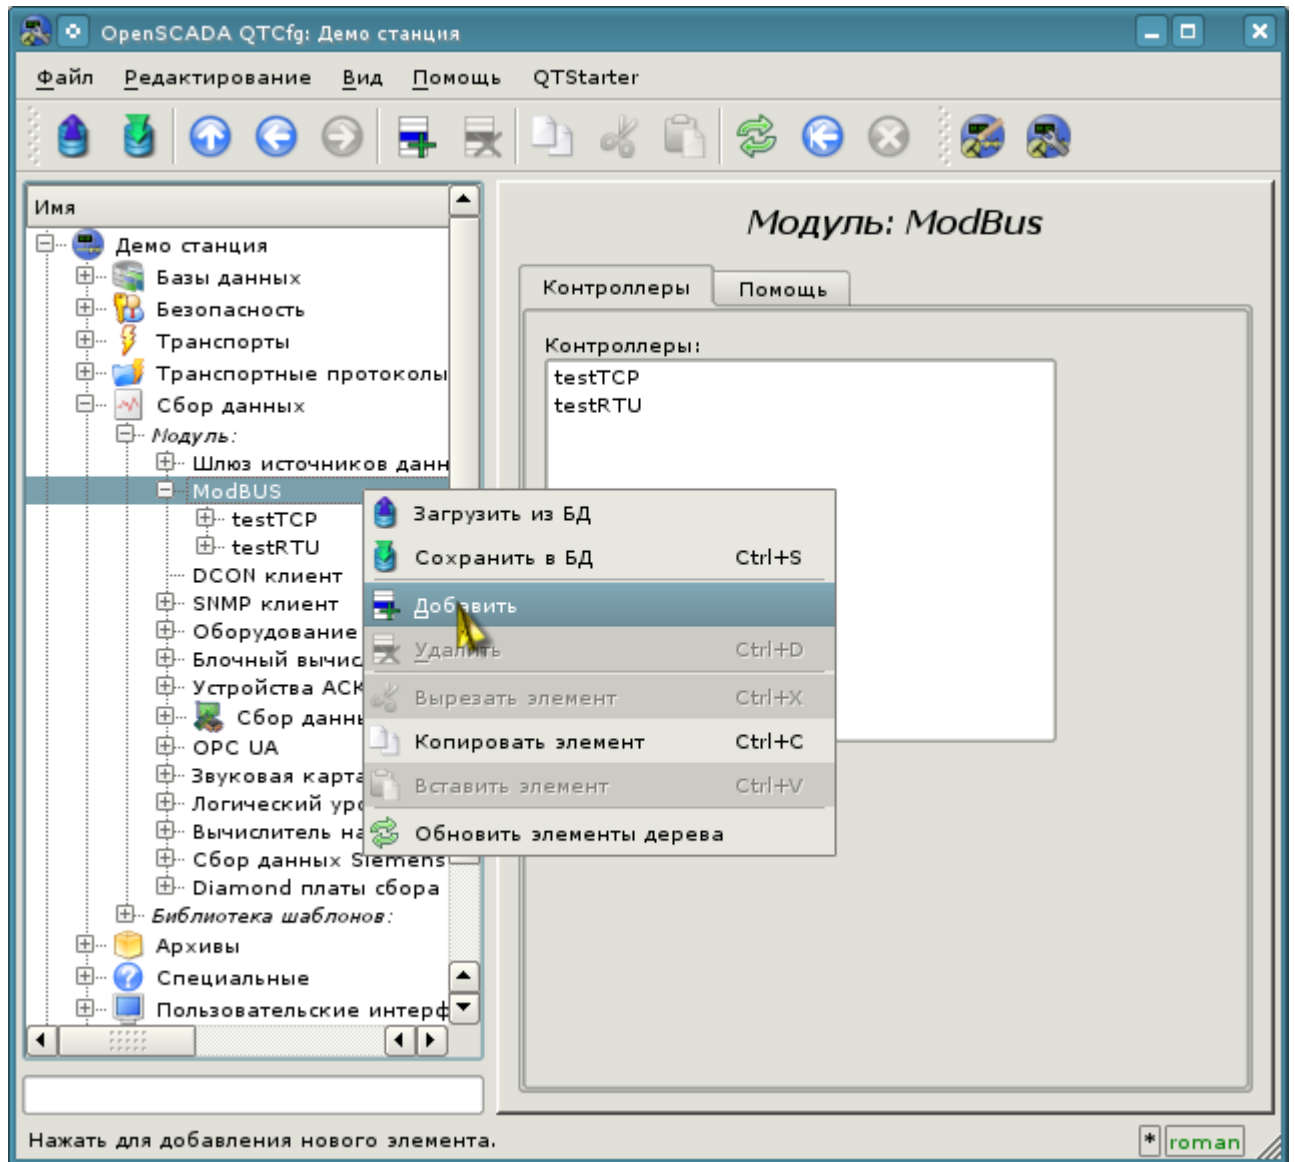 OpenSCADA QTCfg: Демо станция
Файл Редактирование Вид Помощь QTStarter
Имя
Демо станция
Базы данных
Безопасность
Транспорты
Транспортные протоколы
Сбор данных
Модуль:
Шлюз источников данн
ModBUS
testTCP
testRTU
DCON клиент
SNMP клиент
Оборудование
Блочный вычис
Устройства АСК
Сбор данн
OPC UA
Звуковая карта
Логический уро
Вычислитель на
Сбор данных Siemens
Diamond платы сбора
Библиотека шаблонов:
Архивы
Специальные
Пользовательские интерф
Загрузить из БД
Сохранить в БД Ctrl+S
Добавить
Удалить Ctrl+D
Вырезать элемент Ctrl+X
Копировать элемент Ctrl+C
Вставить элемент Ctrl+V
Обновить элементы дерева
Модуль: ModBus
Контроллеры Помощь
Контроллеры:
testTCP
testRTU
Нажать для добавления нового элемента.
* roman